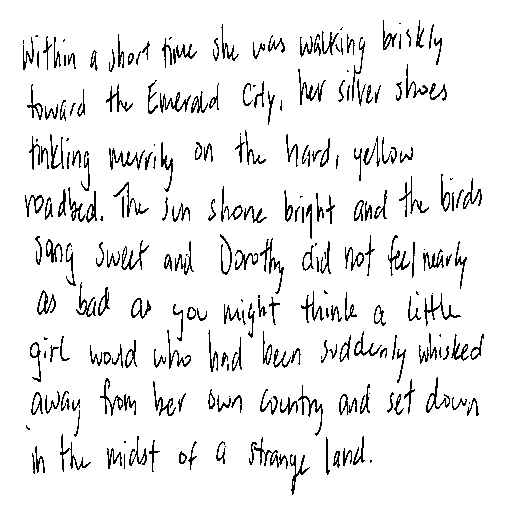 Within a short time she was walking briskly
toward the Emerald City, her silver shoes
tinkling merrily on the hard, yellow
roadbed. The sun shone bright and the birds
sang sweet and Dorothy did not feel nearly
as bad as you might think a little
girl would who had been suddenly whisked
away from her own country and set down
in the midst of a strange land.